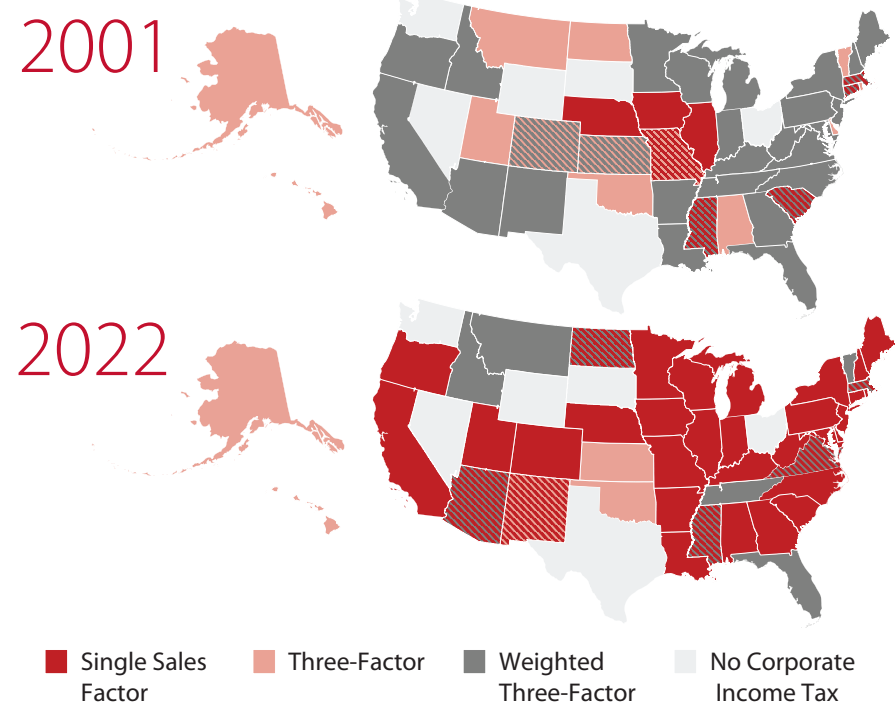 2001
2022
Single Sales
Factor
Three-Factor
Weighted
Three-Factor
No Corporate
Income Tax